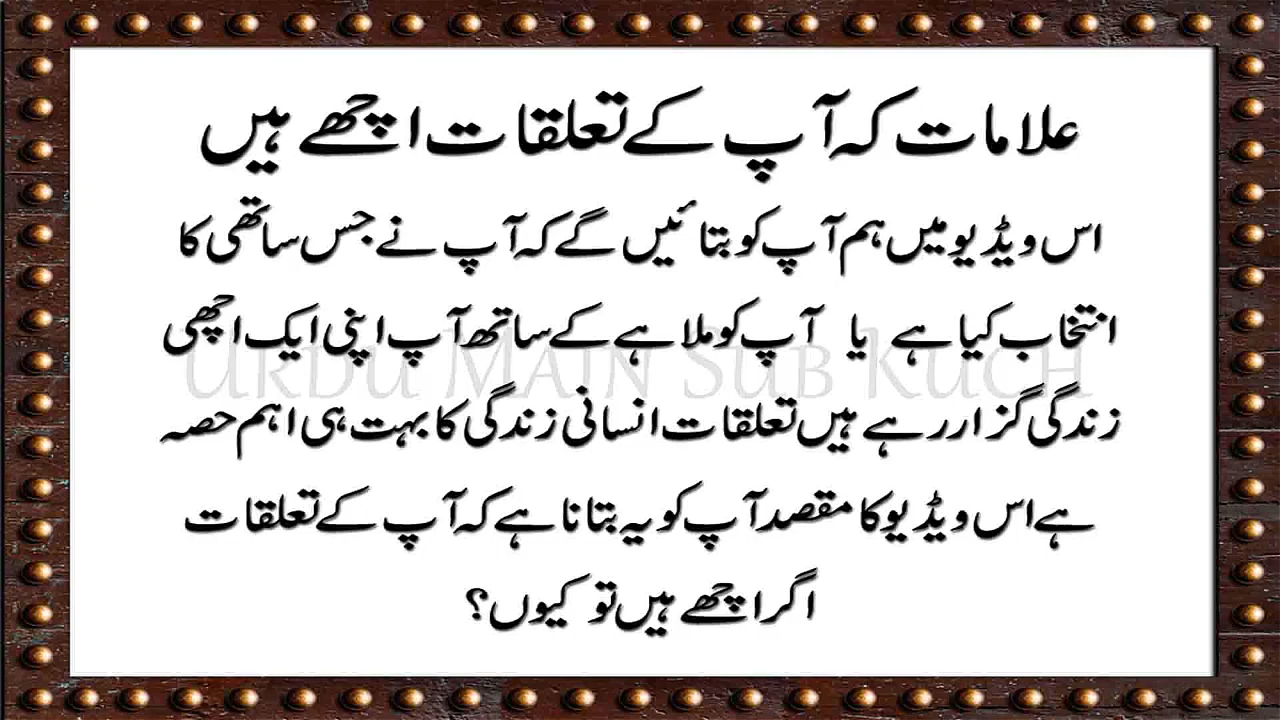 علامات کہ آپ کے تعلقات اچھے ہیں
اس ویڈیو میں ہم آپ کو بتائیں گے کہ آپ نے جس ساتھی کا
انتخاب کیا ہے یا آپ کو ملا ہے کے ساتھ آپ اپنی ایک اچھی
URDU MAIN SUB KUCH
زندگی گزار رہے ہیں تعلقات انسانی زندگی کا بہت ہی اہم حصہ
ہے اس ویڈیو کا مقصد آپ کو یہ بتانا ہے کہ آپ کے تعلقات
اگر اچھے ہیں تو کیوں؟